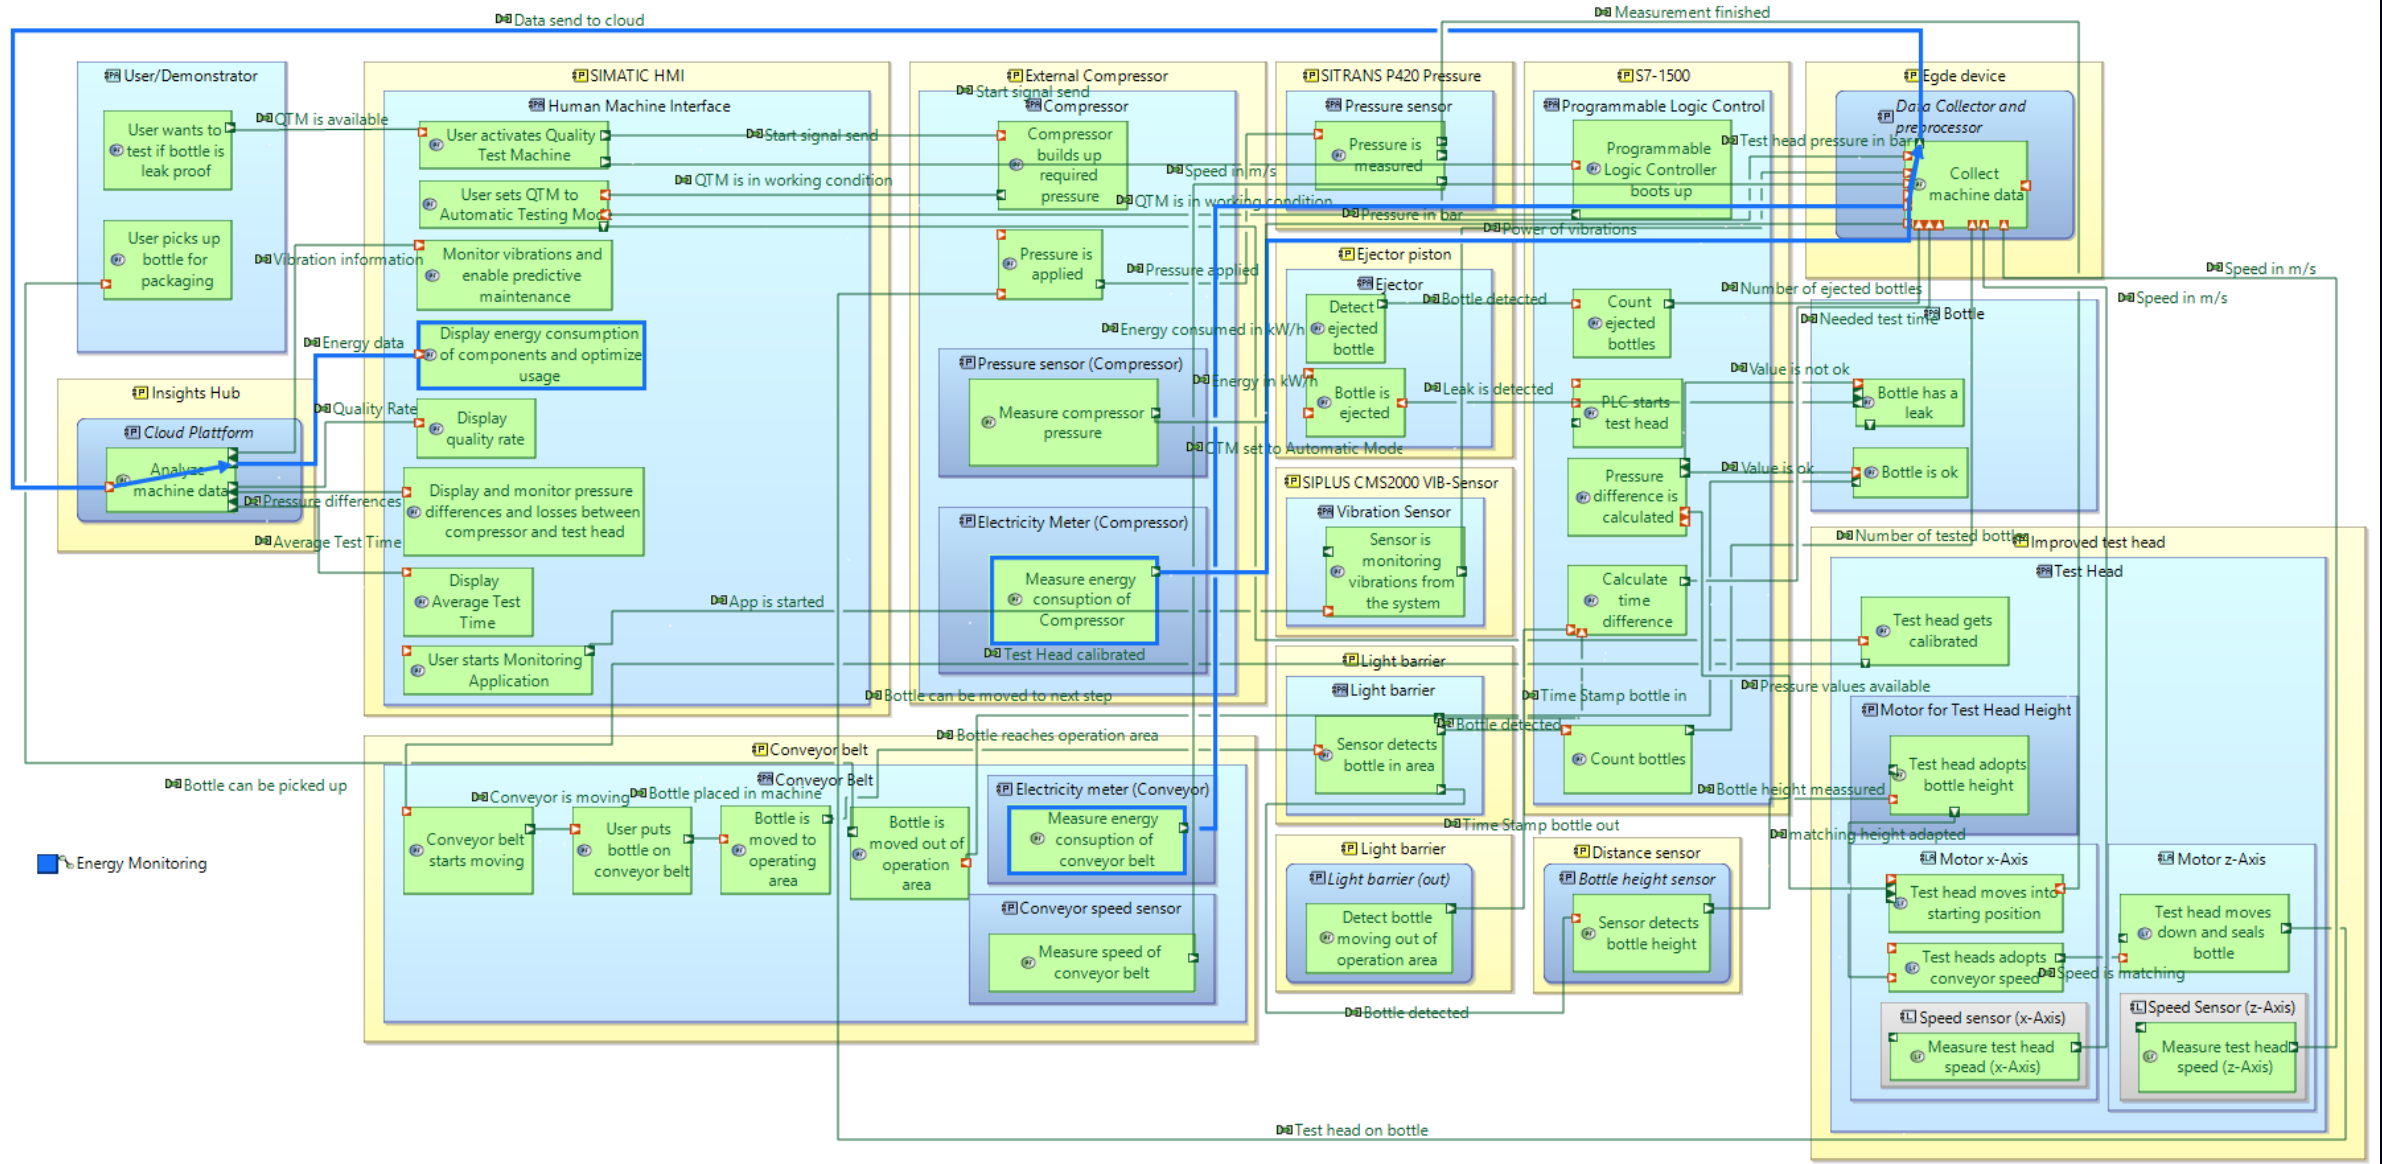 Data send to cloud
Measurement finished
User/Demonstrator
SIMATIC HMI
External Compressor
SITRANS P420 Pressure
S7-1500
Egde device
Start signal send
Human Machine Interface
Compressor
Pressure sensor
Programmable Logic Control
Data Collector and
preprocessor
QTM is available
User wants to
test if bottle is
leak proof
User activates Quality
Test Machine
Start signal send
Compressor
builds up
required
pressure
Pressure is
measured
Programmable
Logic Controller
boots up
Test head pressure in bar
Collect
machine data
Speed in m/s
QTM is in working condition
User sets QTM to
Automatic Testing Mod
QTM is in working condition
Pressure in bar
Power of vibrations
User picks up
bottle for
packaging
Vibration information
Monitor vibrations and
enable predictive
maintenance
Pressure is
applied
Pressure applied
Ejector piston
Ejector
Detect
ejected
bottle
Bottle detected
Count
ejected
bottles
Number of ejected bottles
Speed in m/s
Speed in m/s
Needed test time
Bottle
Energy data
Display energy consumption
of components and optimize
usage
Energy consumed in kW/h
Pressure sensor (Compressor)
Energy in kW/h
Value is not ok
Insights Hub
Quality Rate
Display
quality rate
Measure compressor
pressure
Bottle is
ejected
Leak is detected
PLC starts
test head
Bottle has a
leak
Cloud Plattform
Analyze
machine data
QTM set to Automatic Mode
Pressure
difference is
calculated
Value is ok
Bottle is ok
Pressure differences
Display and monitor pressure
differences and losses between
compressor and test head
SIPLUS CMS2000 VIB-Sensor
Vibration Sensor
Electricity Meter (Compressor)
Average Test Time
Sensor is
monitoring
vibrations from
the system
Number of tested bottles
Improved test head
Test Head
Display
Average Test
Time
Measure energy
consuption of
Compressor
Calculate
time
difference
App is started
Test head gets
calibrated
User starts Monitoring
Application
Test Head calibrated
Light barrier
Light barrier
Bottle can be moved to next step
Time Stamp bottle in
Pressure values available
Motor for Test Head Height
Bottle detected
Conveyor belt
Bottle reaches operation area
Sensor detects
bottle in area
Count bottles
Test head adopts
bottle height
Bottle can be picked up
Conveyor Belt
Conveyor is moving
Bottle placed in machine
Electricity meter (Conveyor)
Bottle height meassured
Conveyor belt
starts moving
User puts
bottle on
conveyor belt
Bottle is
moved to
operating
area
Bottle is
moved out of
operation
area
Measure energy
consuption of
conveyor belt
Time Stamp bottle out
matching height adapted
Energy Monitoring
Light barrier
Light barrier (out)
Distance sensor
Bottle height sensor
Motor x-Axis
Motor z-Axis
Conveyor speed sensor
Measure speed of
conveyor belt
Detect bottle
moving out of
operation area
Sensor detects
bottle height
Test head moves into
starting position
Test head moves
down and seals
bottle
Test heads adopts
conveyor speed
Speed is matching
Bottle detected
Speed sensor (x-Axis)
Measure test head
spead (x-Axis)
Speed Sensor (z-Axis)
Measure test head
speed (z-Axis)
Test head on bottle